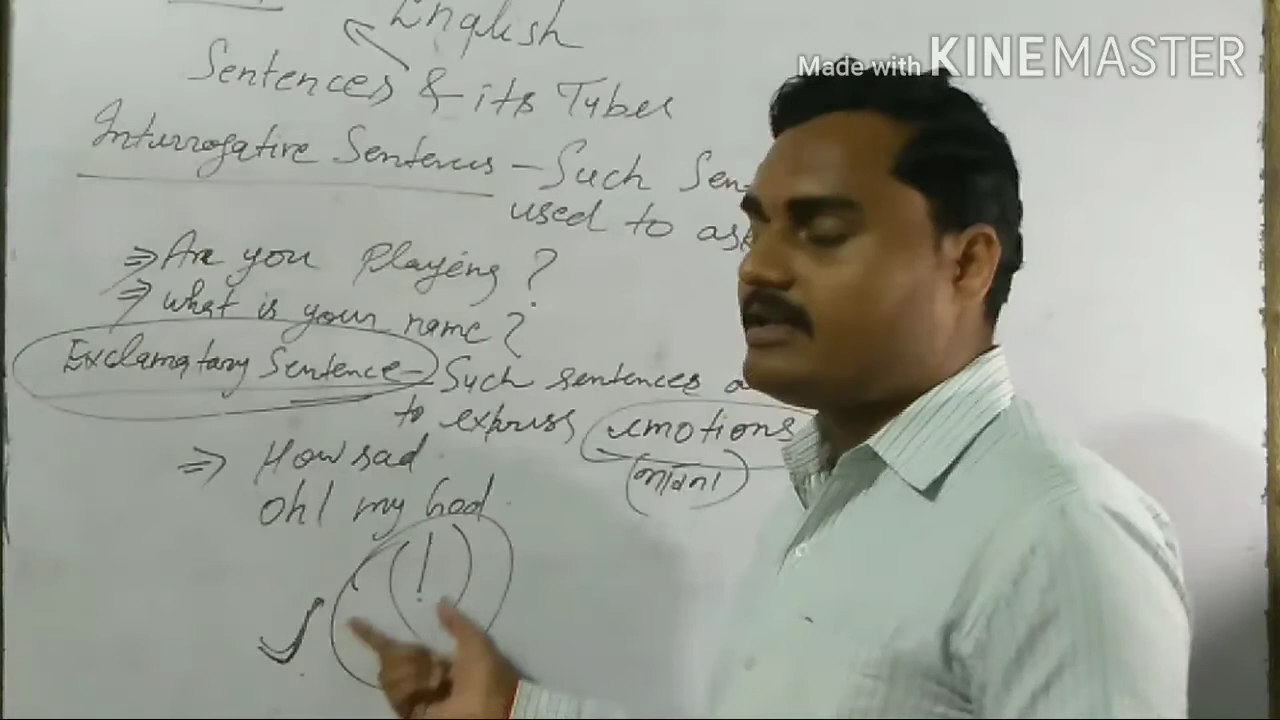 Made with KINEMASTER
English
Sentences & its Types
Interrogative Sentences - Such Sen
used to ask
⇒ Are you Playing ?
⇒ what is your name ?
Exclamatary Sentence - Such sentences a
to express emotions
⇒ How sad
Oh! my God
!